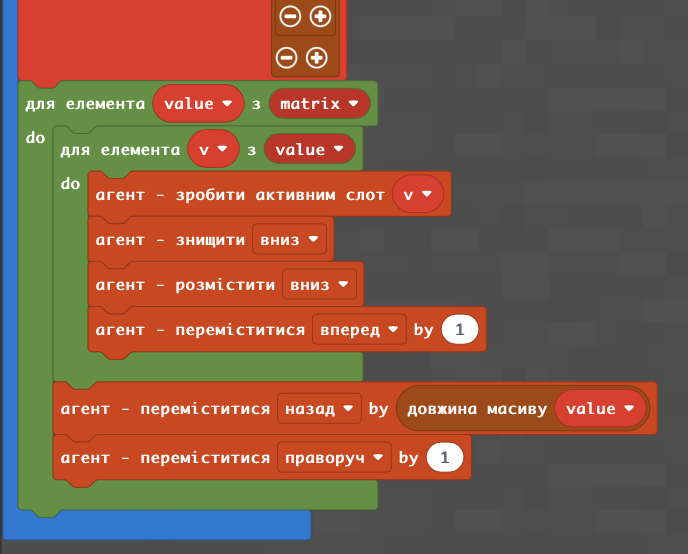 для елемента value з matrix
do
для елемента v з value
do
агент - зробити активним слот v
агент - знищити вниз
агент - розмістити вниз
агент - переміститися вперед by 1
агент - переміститися назад by довжина масиву value
агент - переміститися праворуч by 1